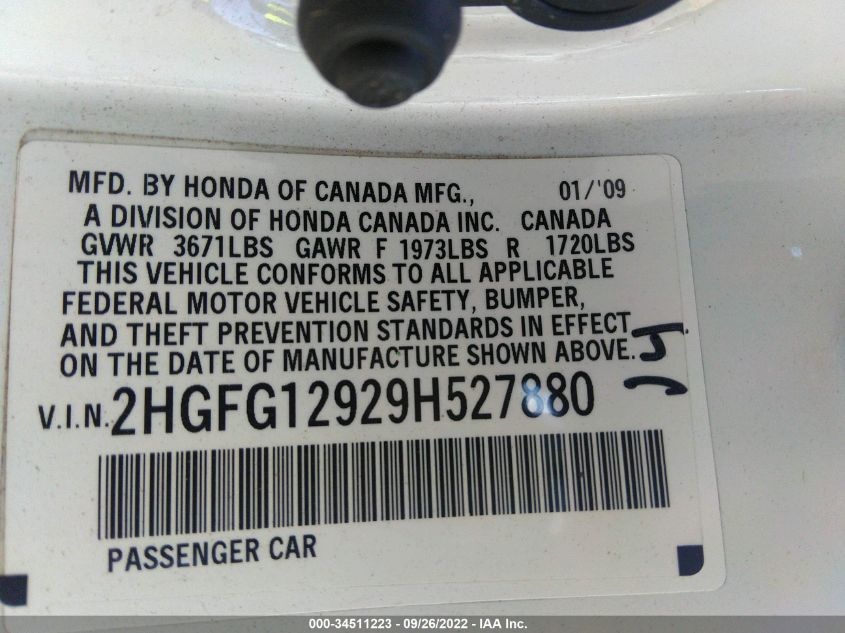 MFD. BY HONDA OF CANADA MFG., 01/'09
A DIVISION OF HONDA CANADA INC. CANADA
GVWR 3671LBS GAWR F 1973LBS R 1720LBS
THIS VEHICLE CONFORMS TO ALL APPLICABLE
FEDERAL MOTOR VEHICLE SAFETY, BUMPER,
AND THEFT PREVENTION STANDARDS IN EFFECT
ON THE DATE OF MANUFACTURE SHOWN ABOVE.
V.I.N. 2HGFG12929H527880
PASSENGER CAR
000-34511223 - 09/26/2022 - IAA Inc.